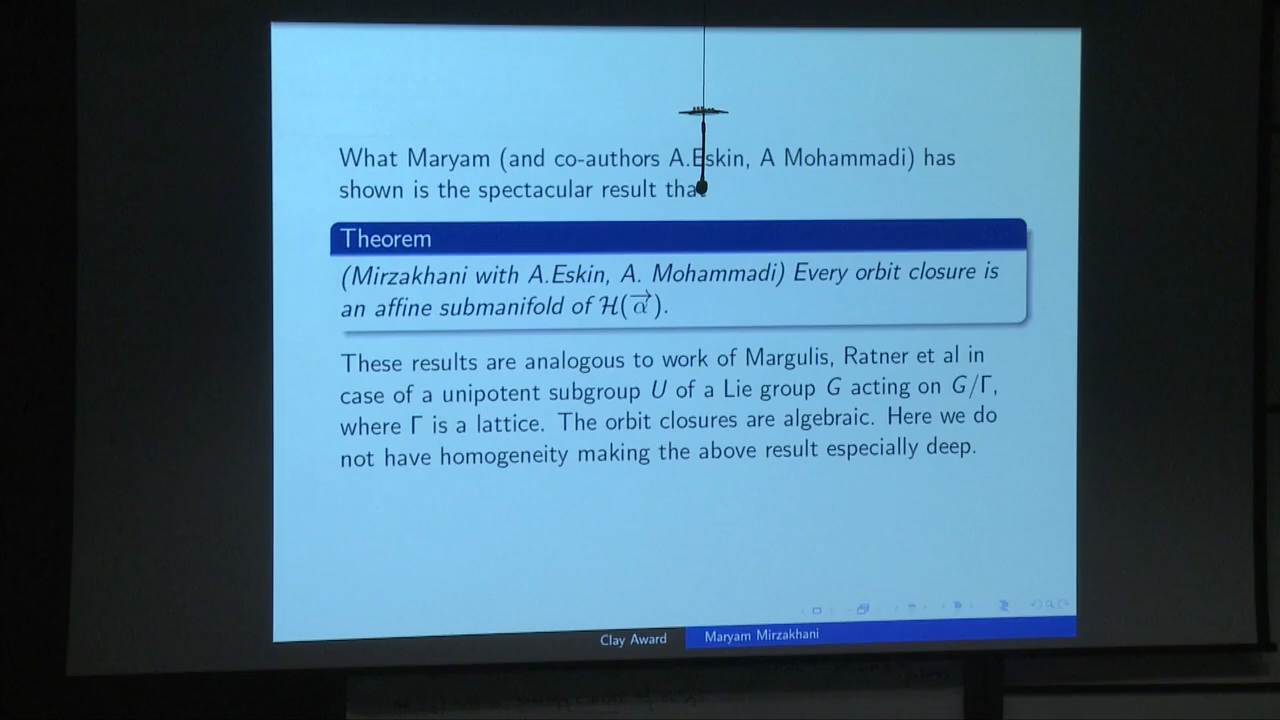 What Maryam (and co-authors A.Eskin, A Mohammadi) has
shown is the spectacular result that
Theorem
(Mirzakhani with A.Eskin, A. Mohammadi) Every orbit closure is
an affine submanifold of ℋ(α⃗).
These results are analogous to work of Margulis, Ratner et al in
case of a unipotent subgroup U of a Lie group G acting on G/Γ,
where Γ is a lattice. The orbit closures are algebraic. Here we do
not have homogeneity making the above result especially deep.
Clay Award Maryam Mirzakhani